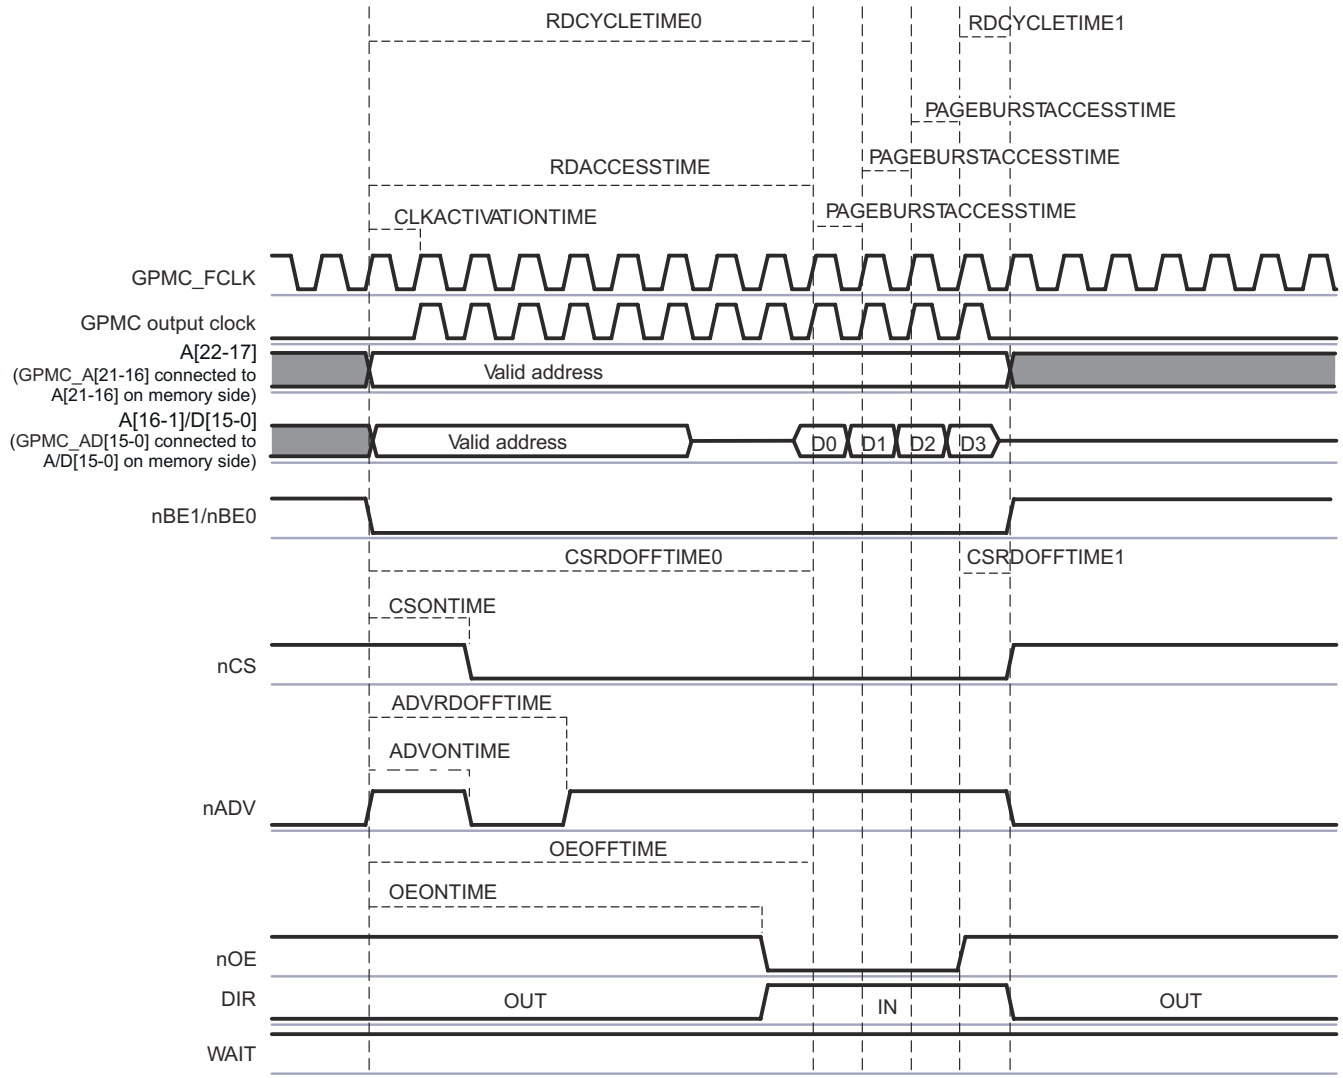 RDCYCLETIME0
RDCYCLETIME1
PAGEBURSTACCESSTIME
PAGEBURSTACCESSTIME
RDACCESSTIME
PAGEBURSTACCESSTIME
CLKACTIVATIONTIME
GPMC_FCLK
GPMC output clock
A[22-17]
(GPMC_A[21-16] connected to
A[21-16] on memory side)
Valid address
A[16-1]/D[15-0]
(GPMC_AD[15-0] connected to
A/D[15-0] on memory side)
Valid address
D0 D1 D2 D3
nBE1/nBE0
CSRDOFFTIME0
CSRDOFFTIME1
CSONTIME
nCS
ADVRDOFFTIME
ADVONTIME
nADV
OEOFFTIME
OEONTIME
nOE
DIR
OUT
IN
OUT
WAIT